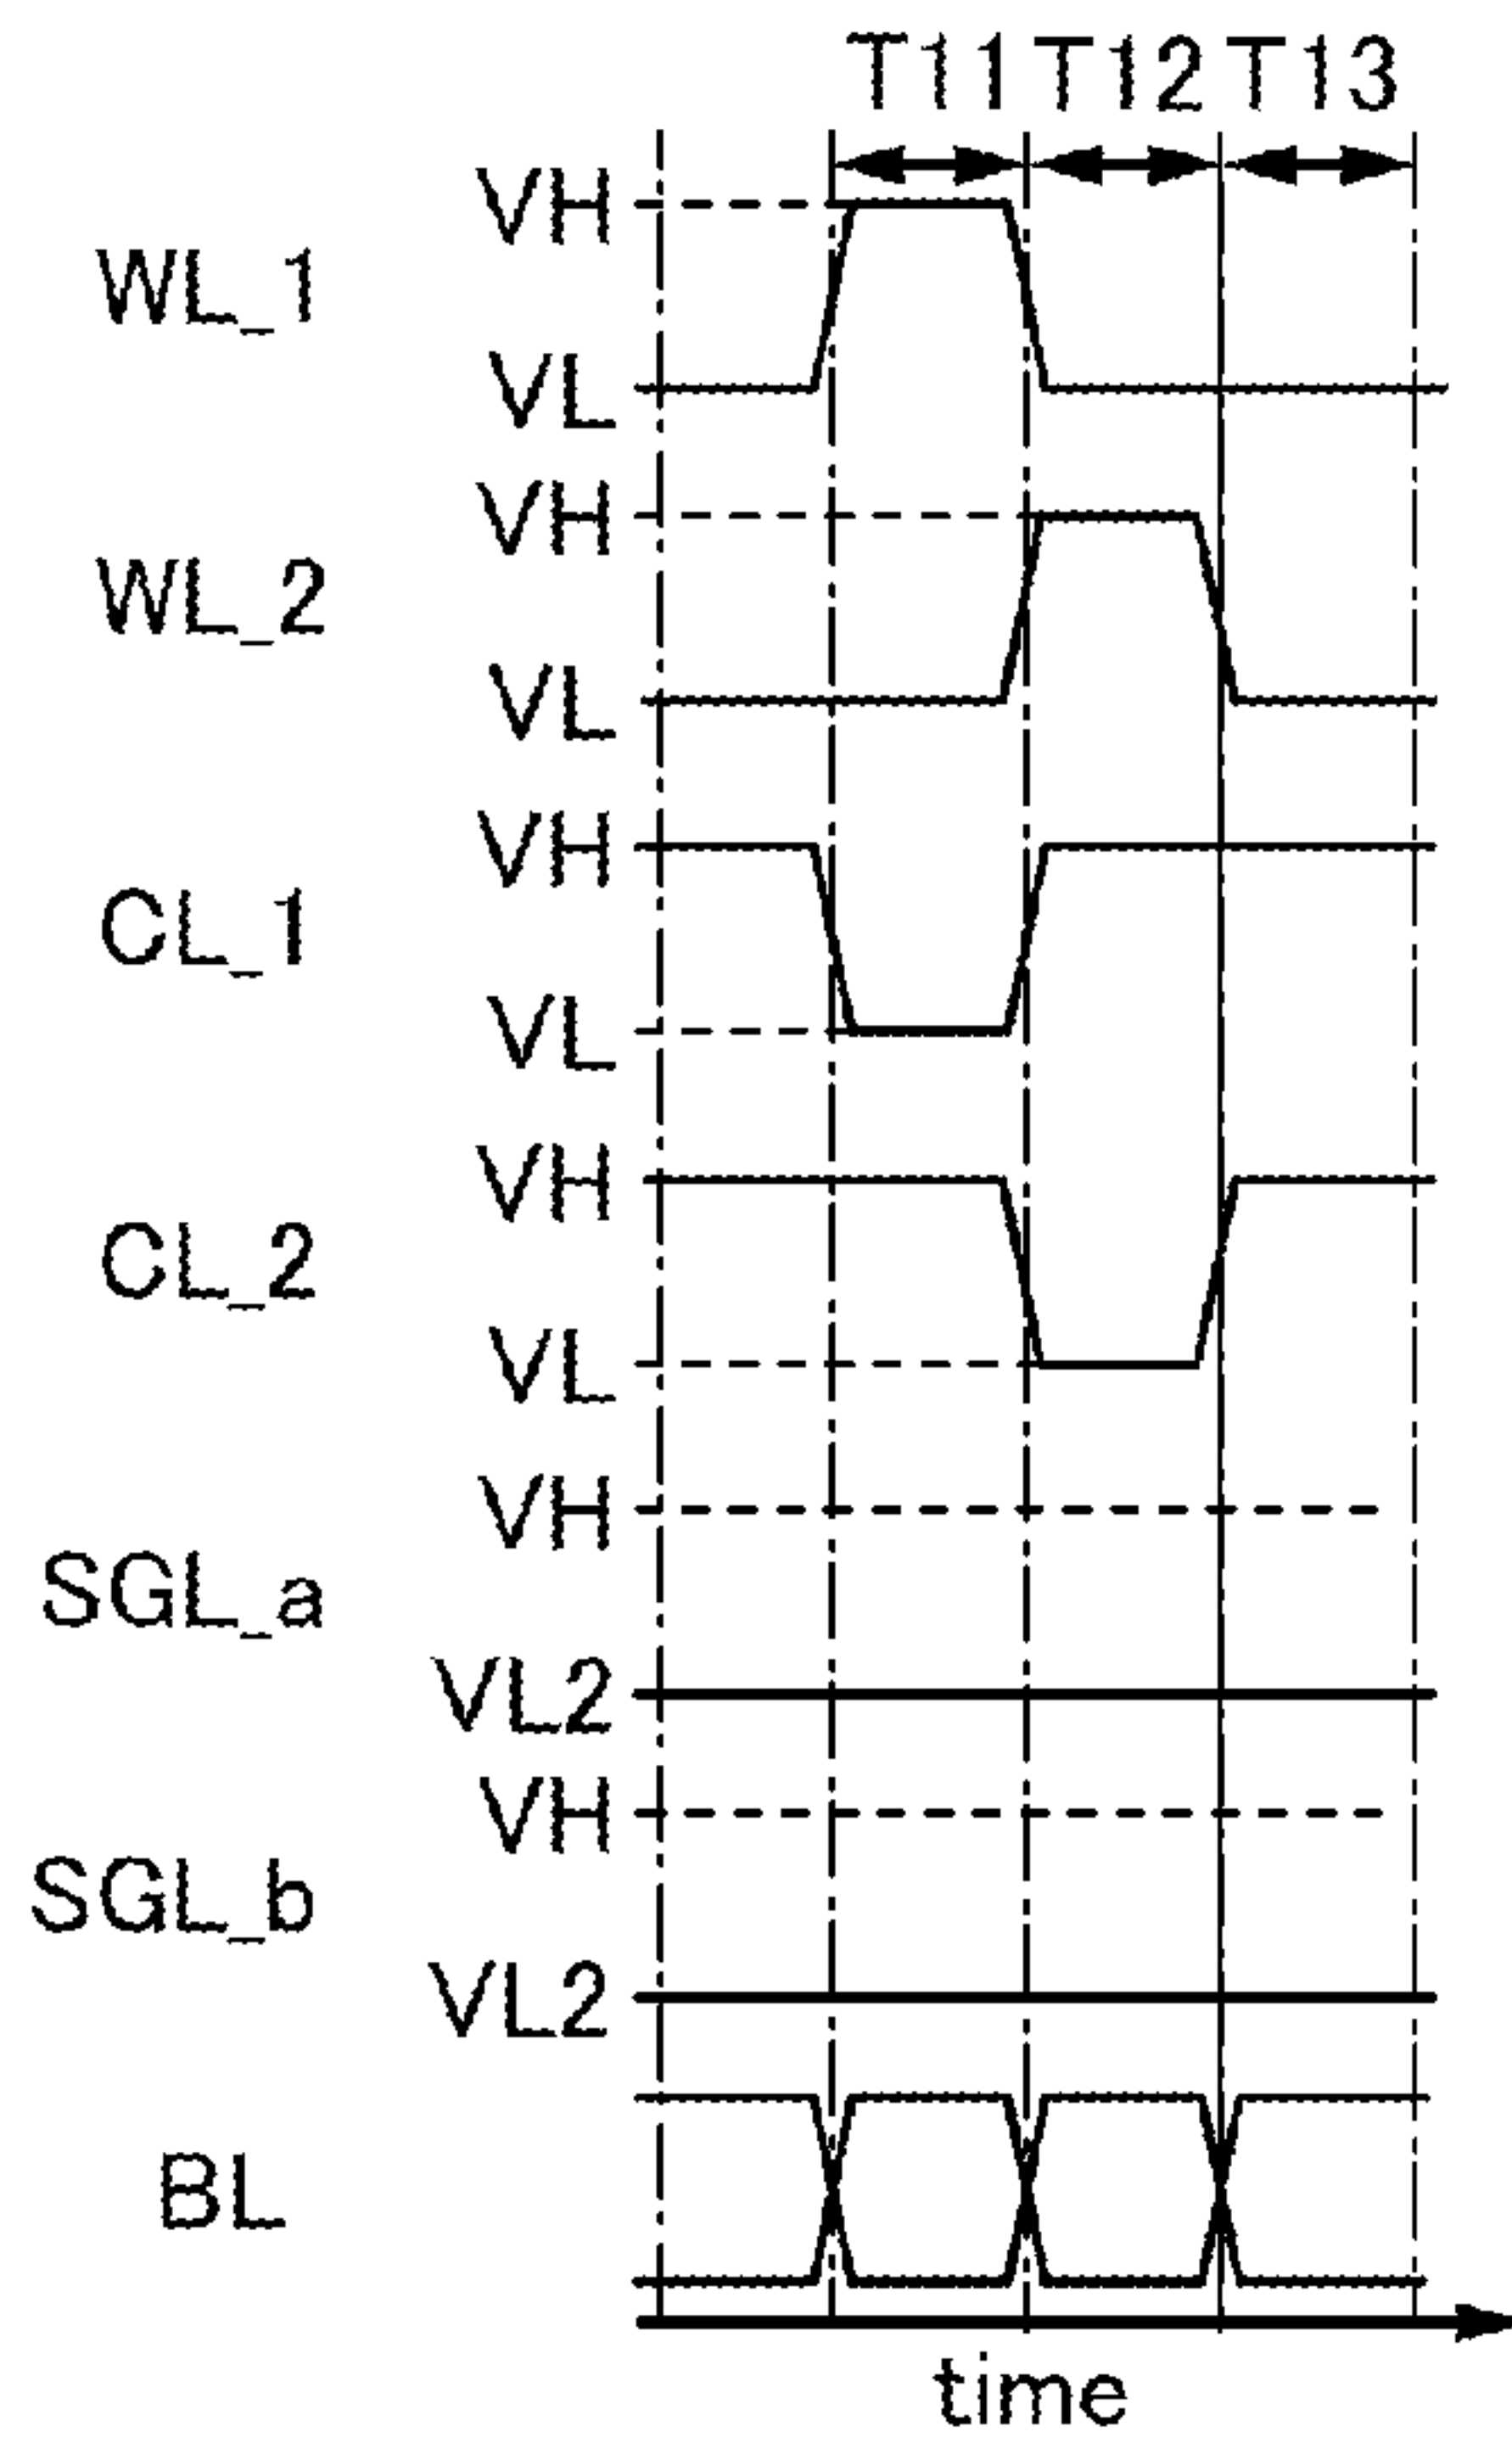 T11 T12 T13
VH
WL_1
VL
VH
WL_2
VL
VH
CL_1
VL
VH
CL_2
VL
VH
SGL_a
VL2
VH
SGL_b
VL2
BL
time